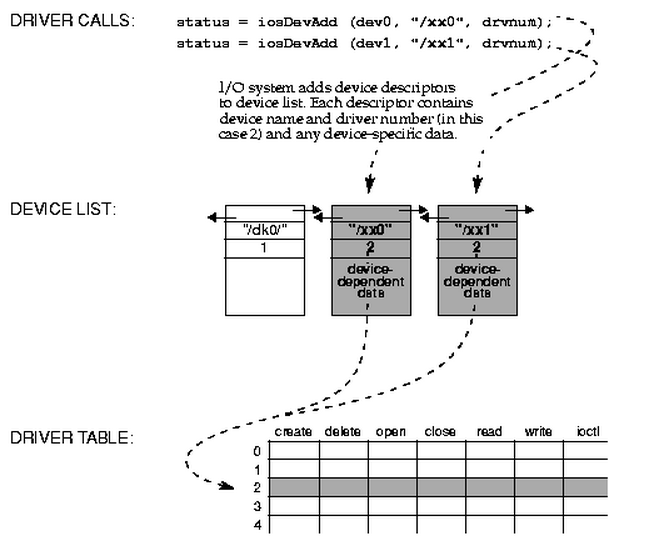 DRIVER CALLS: status = iosDevAdd (dev0, "/xx0", drvnum);
status = iosDevAdd (dev1, "/xx1", drvnum);
I/O system adds device descriptors
to device list. Each descriptor contains
device name and driver number (in this
case 2) and any device-specific data.
DEVICE LIST:
"/dk0/" "/xx0" "/xx1"
1 2 2
device- device-
dependent dependent
data data
DRIVER TABLE: create delete open close read write ioctl
0
1
2
3
4